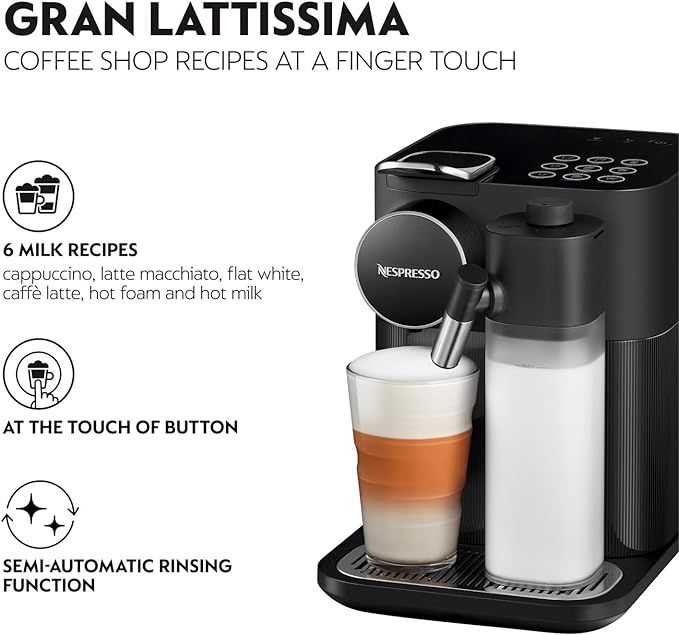 GRAN LATTISSIMA
COFFEE SHOP RECIPES AT A FINGER TOUCH
6 MILK RECIPES
cappuccino, latte macchiato, flat white,
caffè latte, hot foam and hot milk
NESPRESSO
AT THE TOUCH OF BUTTON
SEMI-AUTOMATIC RINSING
FUNCTION